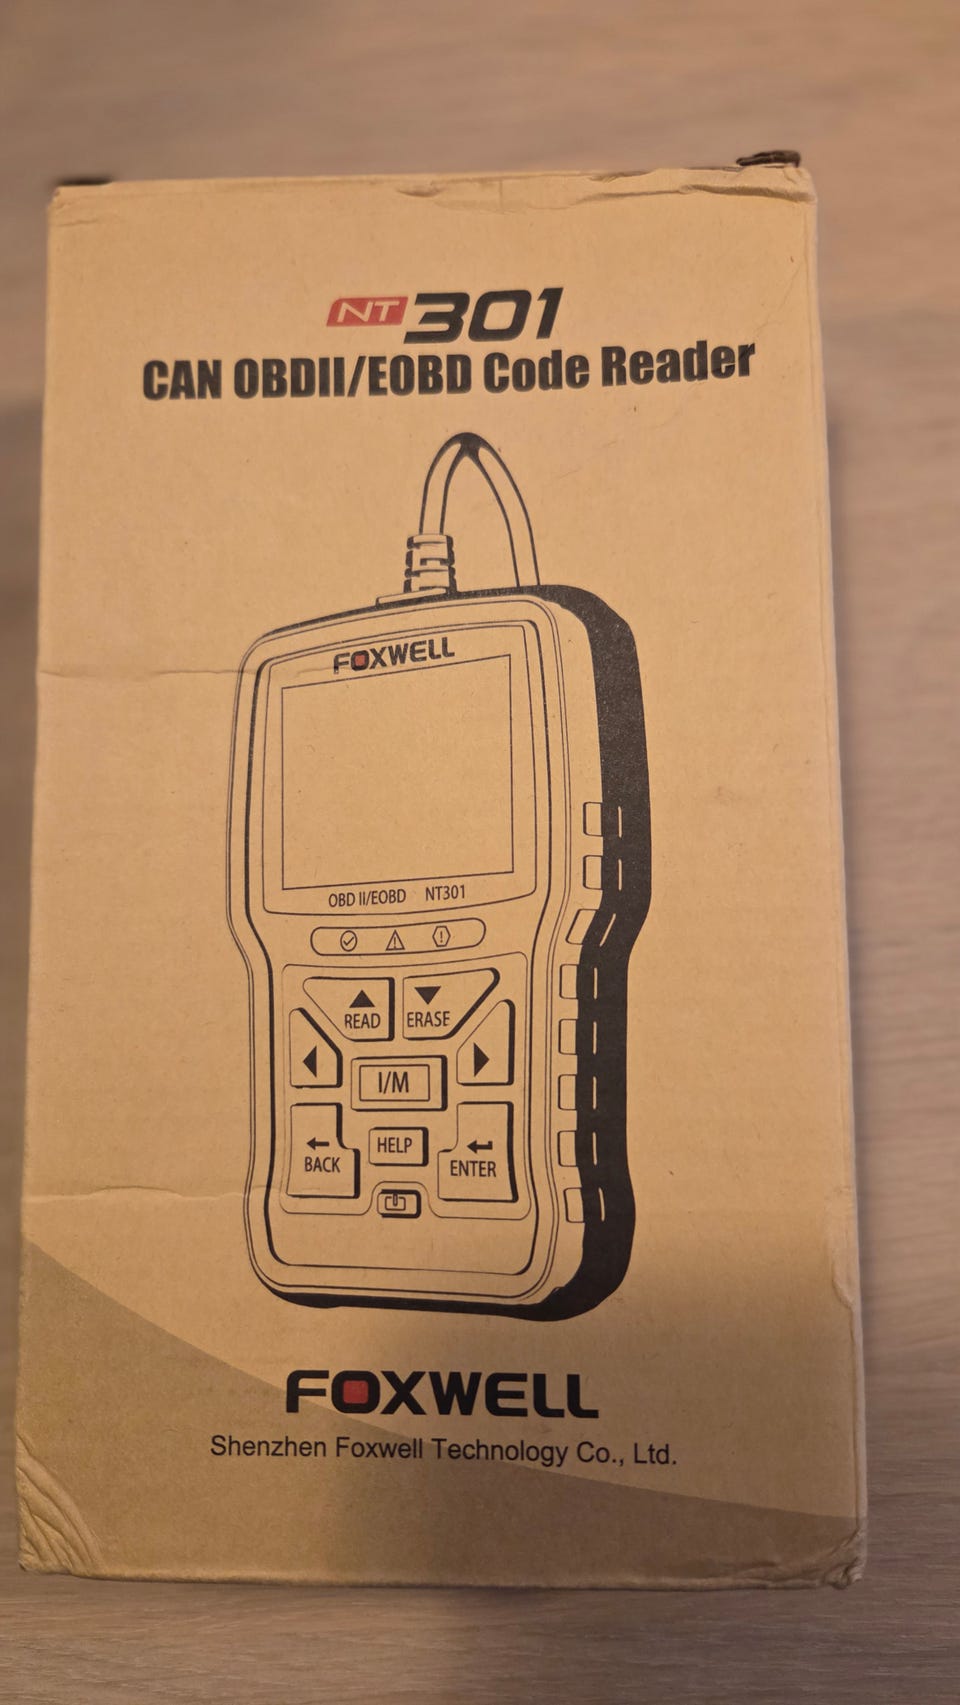 NT 301
CAN OBDII/EOBD Code Reader
FOXWELL
OBD II/EOBD NT301
READ ERASE
I/M
BACK HELP ENTER
FOXWELL
Shenzhen Foxwell Technology Co., Ltd.